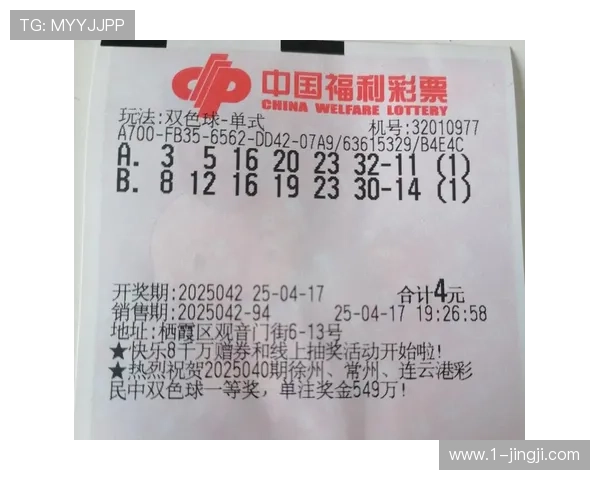 TG: MYYJJPP
中国福利彩票
CHINA WELFARE LOTTERY
玩法:双色球-单式 机号:32010977
A700-FB35-6562-DD42-07A9/63615329/B4E4C
A. 3 5 16 20 23 32-11 (1)
B. 8 12 16 19 23 30-14 (1)
开奖期:2025042 25-04-17 合计4元
销售期:2025042-94 25-04-17 19:26:58
地址:栖霞区观音门街6-13号
★快乐8千万赠券和线上抽奖活动开始啦!
★热烈祝贺2025040期徐州、常州、连云港彩
民中双色球一等奖,单注奖金549万!
www.1-jingji.com